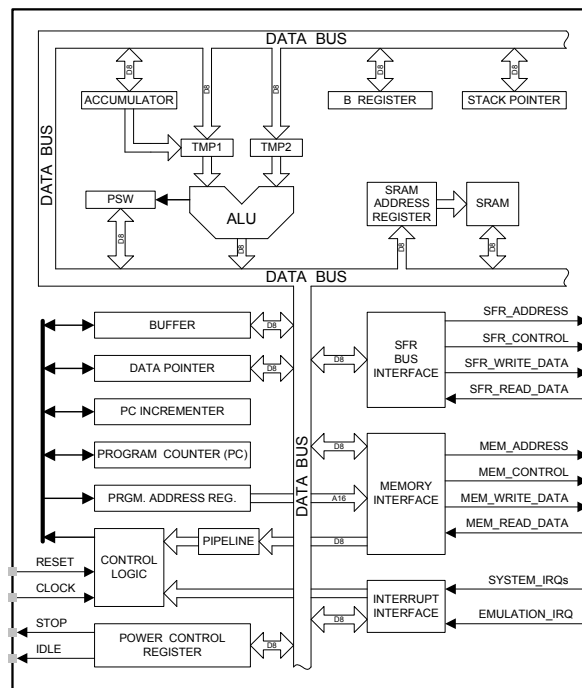 DATA BUS
D8
D8
D8
D8
D8
ACCUMULATOR
B REGISTER
STACK POINTER
DATA BUS
TMP1
TMP2
PSW
ALU
SRAM
ADDRESS
REGISTER
SRAM
D8
D8
D8
D8
DATA BUS
BUFFER
D8
DATA POINTER
D8
PC INCREMENTER
PROGRAM COUNTER (PC)
PRGM. ADDRESS REG.
A16
DATA BUS
D8
SFR
BUS
INTERFACE
SFR_ADDRESS
SFR_CONTROL
SFR_WRITE_DATA
SFR_READ_DATA
D8
MEMORY
INTERFACE
MEM_ADDRESS
MEM_CONTROL
MEM_WRITE_DATA
MEM_READ_DATA
CONTROL
LOGIC
PIPELINE
D8
RESET
CLOCK
INTERRUPT
INTERFACE
SYSTEM_IRQs
EMULATION_IRQ
D8
STOP
IDLE
POWER CONTROL
REGISTER
D8